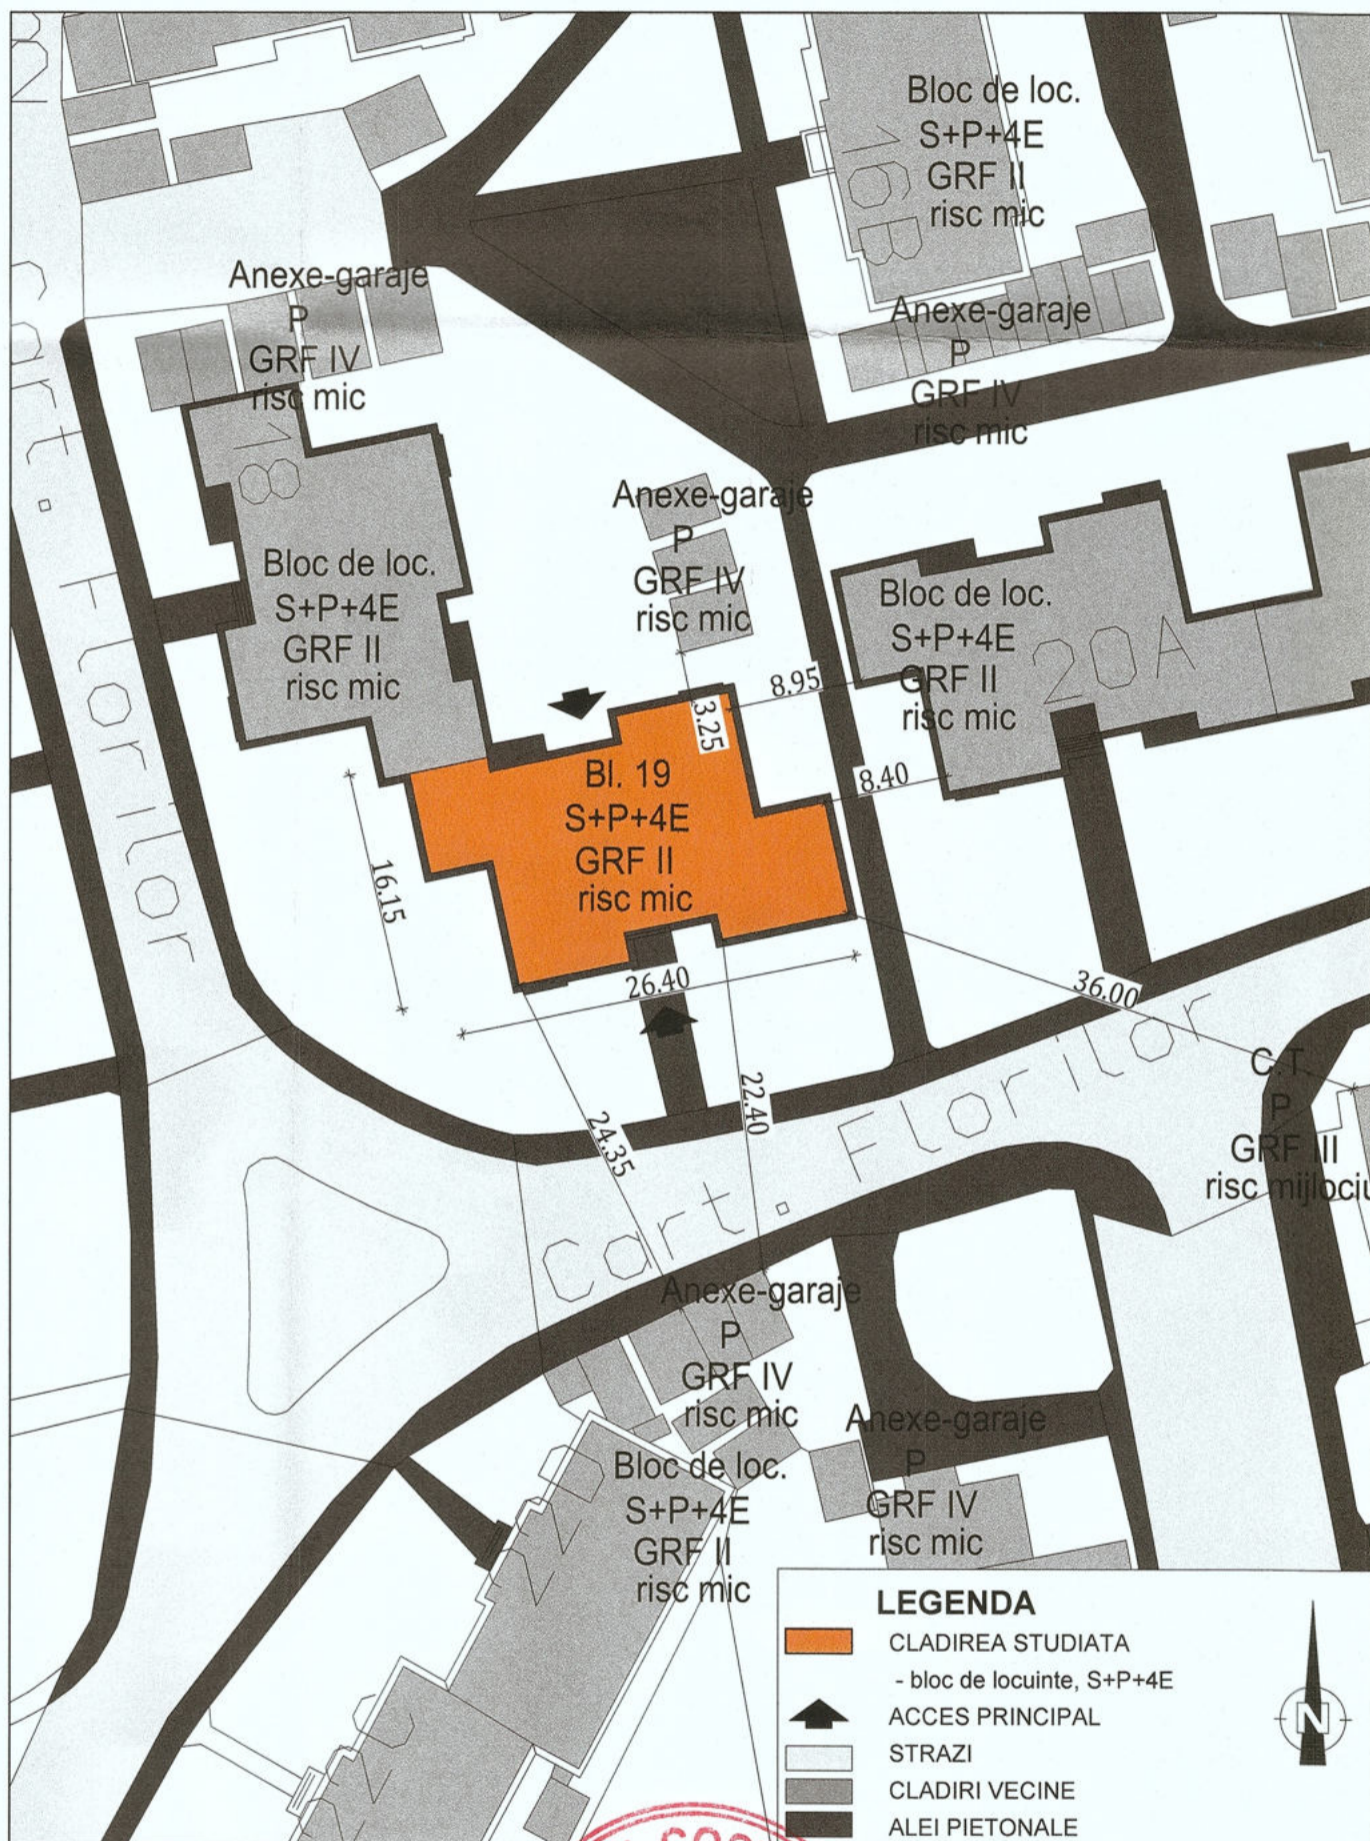 Bloc de loc.
S+P+4E
GRF II
risc mic
Anexe-garaje
P
GRF IV
risc mic
Anexe-garaje
P
GRF IV
risc mic
18
Bloc de loc.
S+P+4E
GRF II
risc mic
Anexe-garaje
P
GRF IV
risc mic
Bloc de loc.
S+P+4E
GRF II
risc mic
20A
8.95
3.25
8.40
Bl. 19
S+P+4E
GRF II
risc mic
16.15
26.40
36.00
22.40
24.35
Cart. Florilor
Cart. Florilor
C.T.
P
GRF III
risc mijlociu
Anexe-garaje
P
GRF IV
risc mic
Anexe-garaje
P
GRF IV
risc mic
Bloc de loc.
S+P+4E
GRF II
risc mic
LEGENDA
CLADIREA STUDIATA
- bloc de locuinte, S+P+4E
ACCES PRINCIPAL
STRAZI
CLADIRI VECINE
ALEI PIETONALE
N